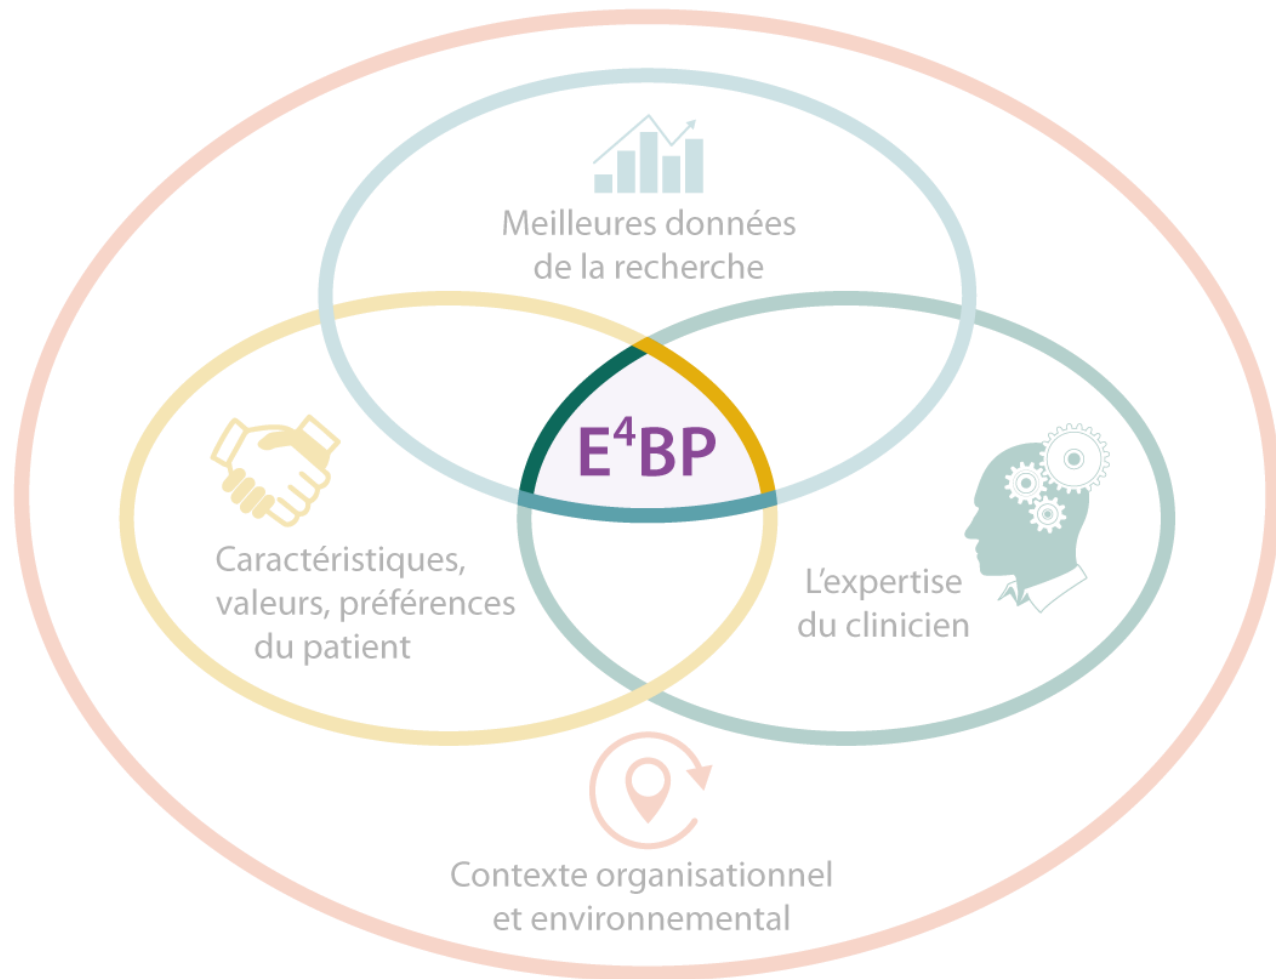 Meilleures données
de la recherche
E⁴BP
Caractéristiques,
valeurs, préférences
du patient
L’expertise
du clinicien
Contexte organisationnel
et environnemental